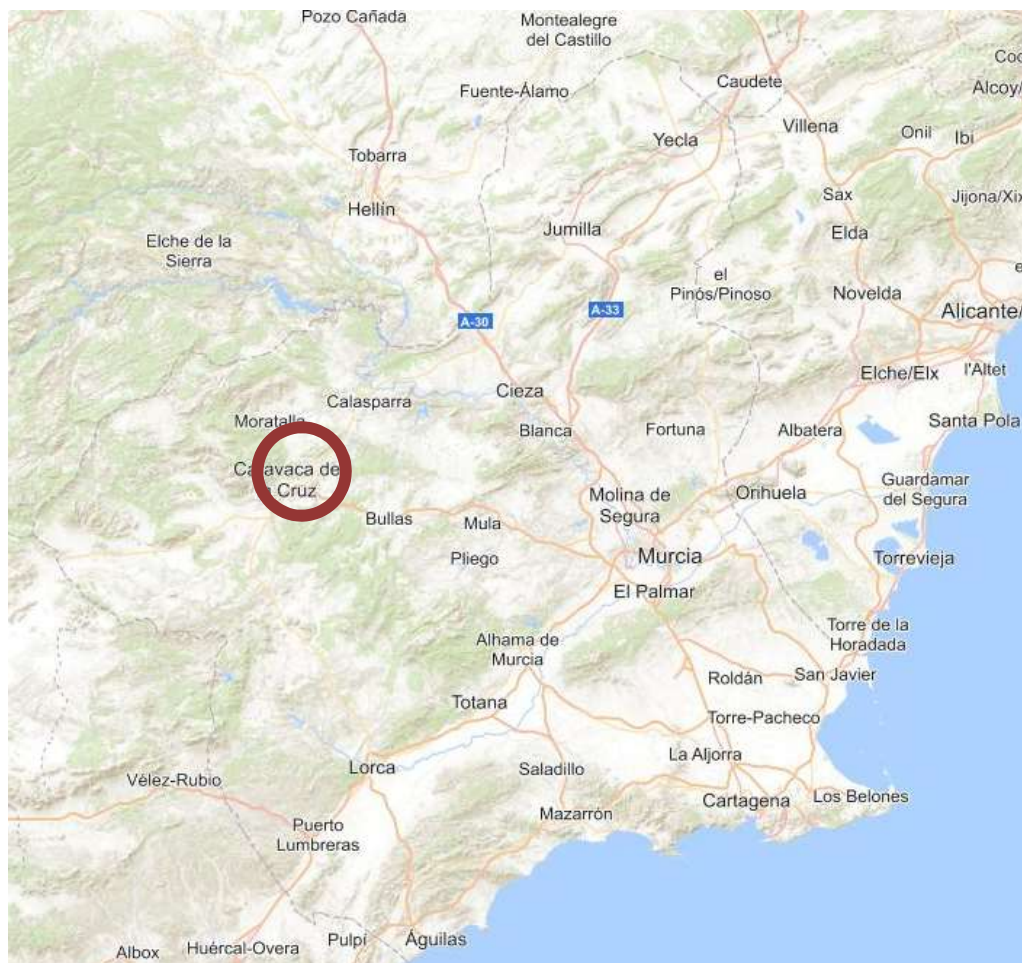 Pozo Cañada
Montealegre
del Castillo
Caudete
Fuente-Álamo
Alcoy/
Yecla
Villena
Onil
Ibi
Tobarra
Hellín
Sax
Jijona/Xix
Jumilla
Elda
Elche de la
Sierra
el
Pinós/Pinoso
Novelda
A-30
A-33
Alicante/
Cieza
Elche/Elx
l'Altet
Calasparra
Moratalla
Blanca
Fortuna
Albatera
Santa Pola
Caravaca de
Cruz
Molina de
Segura
Orihuela
Guardamar
del Segura
Bullas
Mula
Pliego
Murcia
Torrevieja
El Palmar
Alhama de
Murcia
Torre de la
Horadada
Roldán
San Javier
Totana
Torre-Pacheco
Lorca
Saladillo
La Aljorra
Vélez-Rubio
Cartagena
Los Belones
Mazarrón
Puerto
Lumbreras
Albox
Huércal-Overa
Pulpí
Águilas